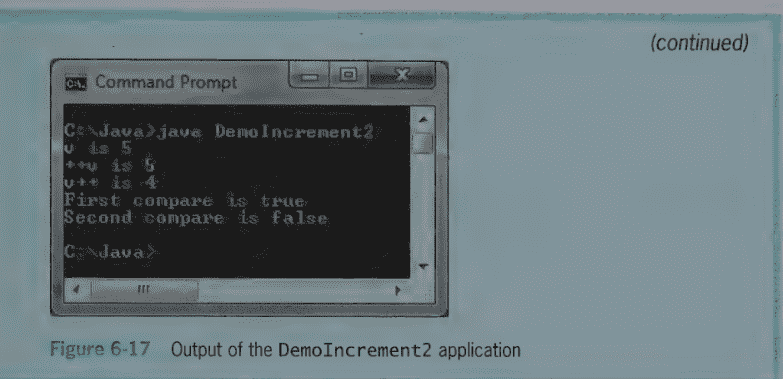 (continued)
Command Prompt
C:\Java>java DemoIncrement2
v is 5
++v is 5
v++ is 4
First compare is true
Second compare is false
C:\Java>
Figure 6-17 Output of the DemoIncrement2 application